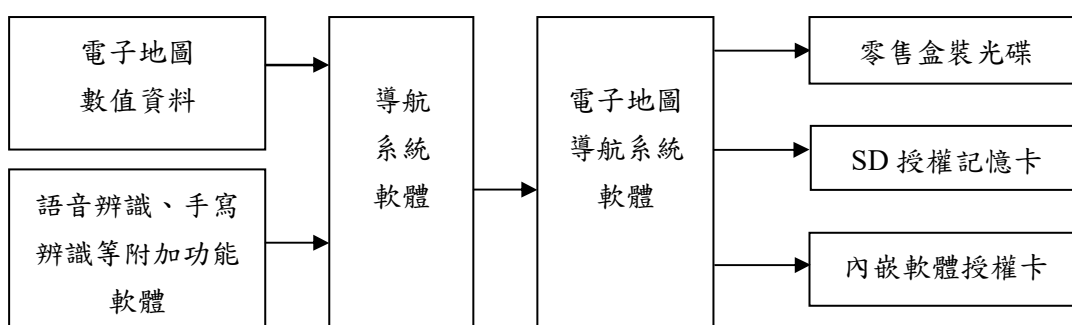 電子地圖
數值資料
語音辨識、手寫
辨識等附加功能
軟體
導航
系統
軟體
電子地圖
導航系統
軟體
零售盒裝光碟
SD 授權記憶卡
內嵌軟體授權卡